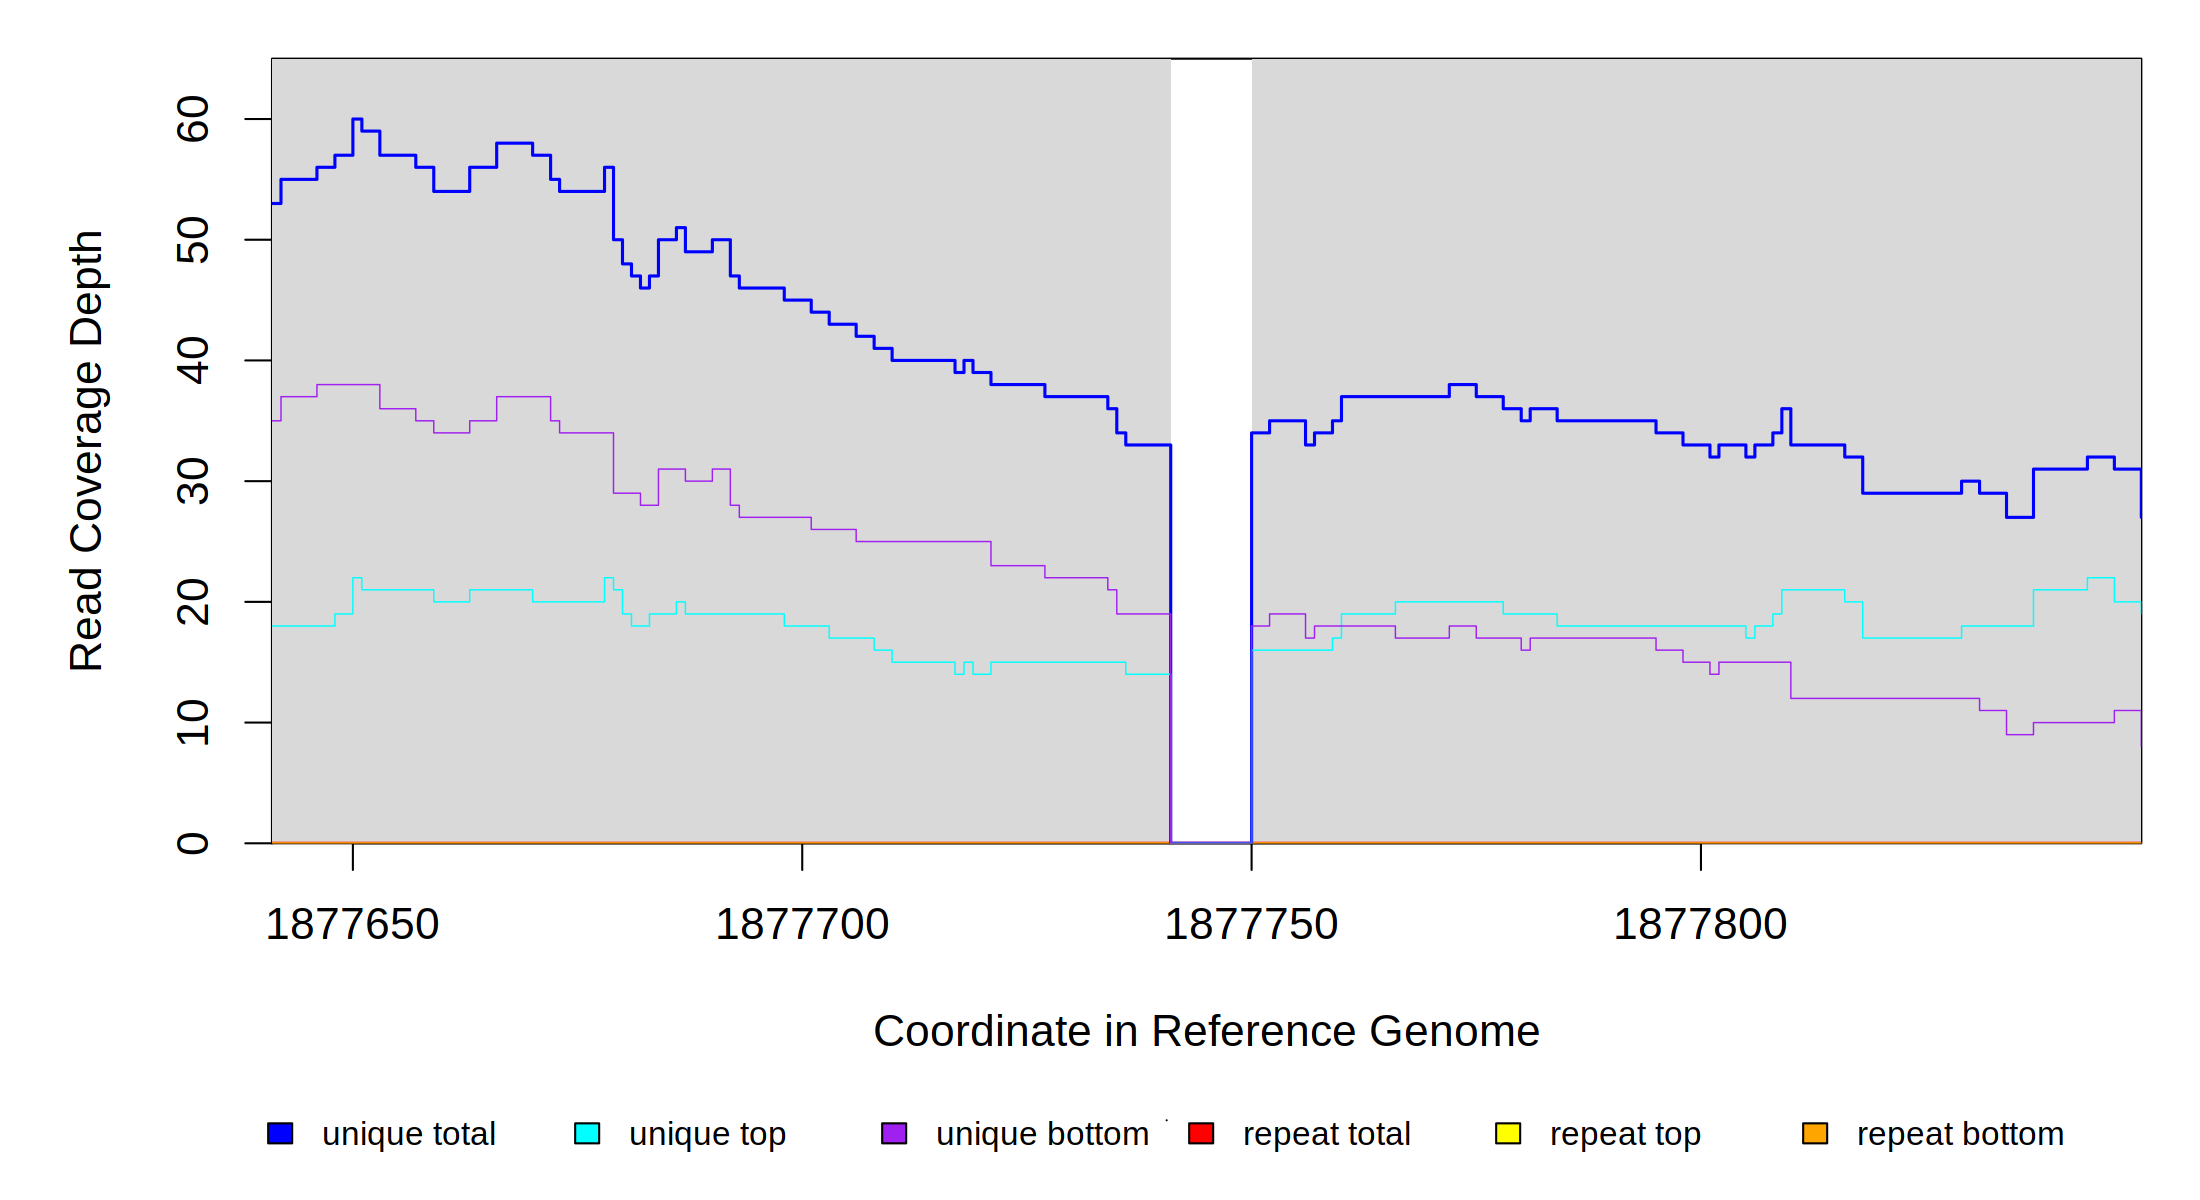 Read Coverage Depth
60
50
40
30
20
10
0
1877650 1877700 1877750 1877800
Coordinate in Reference Genome
unique total unique top unique bottom repeat total repeat top repeat bottom